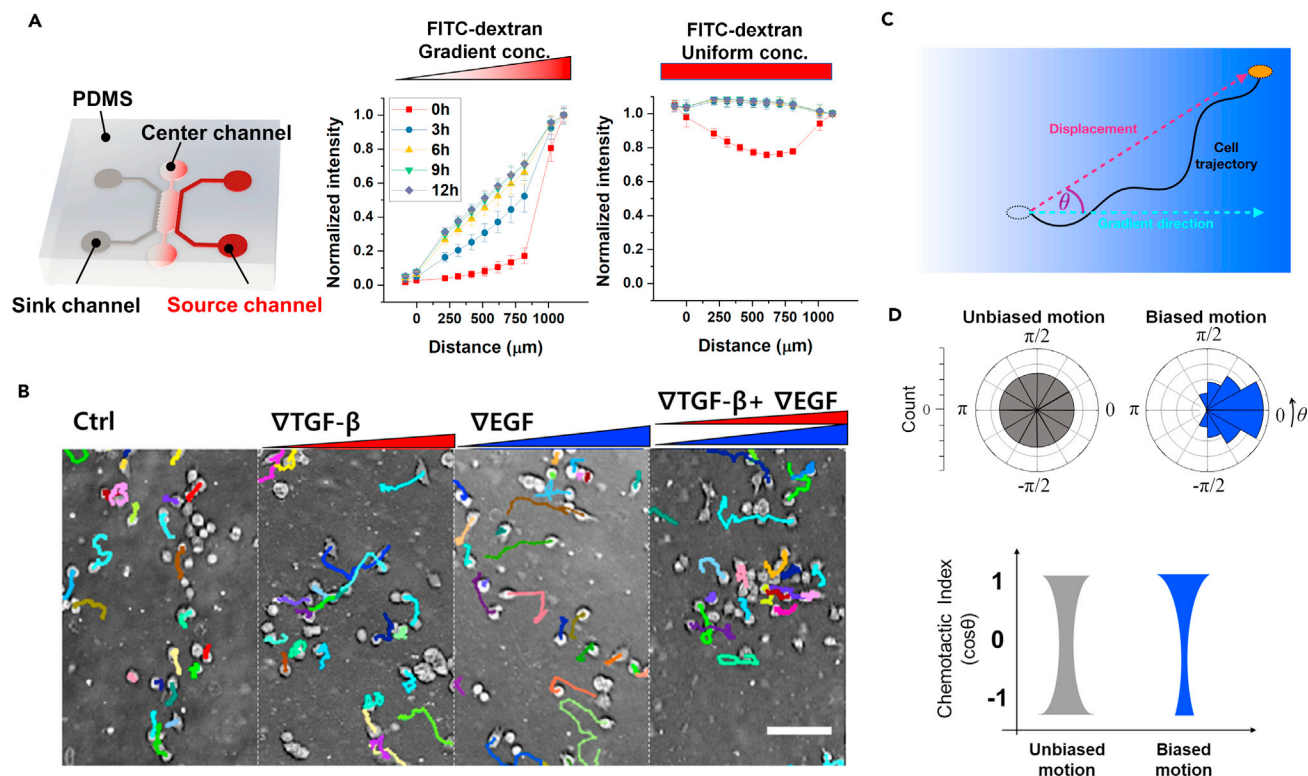 A
PDMS
Center channel
Sink channel
Source channel
FITC-dextran
Gradient conc.
Normalized intensity
1.0
0.8
0.6
0.4
0.2
0.0
0h
3h
6h
9h
12h
0
250
500
750
1000
Distance (μm)
FITC-dextran
Uniform conc.
Normalized intensity
1.0
0.8
0.6
0.4
0.2
0.0
0
250
500
750
1000
Distance (μm)
B
Ctrl
∇TGF-β
∇EGF
∇TGF-β+ ∇EGF
C
Displacement
Cell
trajectory
θ
Gradient direction
D
Unbiased motion
Biased motion
Count
0
π/2
π
0
-π/2
π/2
π
0
θ
-π/2
Chemotactic Index
(cosθ)
1
0
-1
Unbiased
motion
Biased
motion